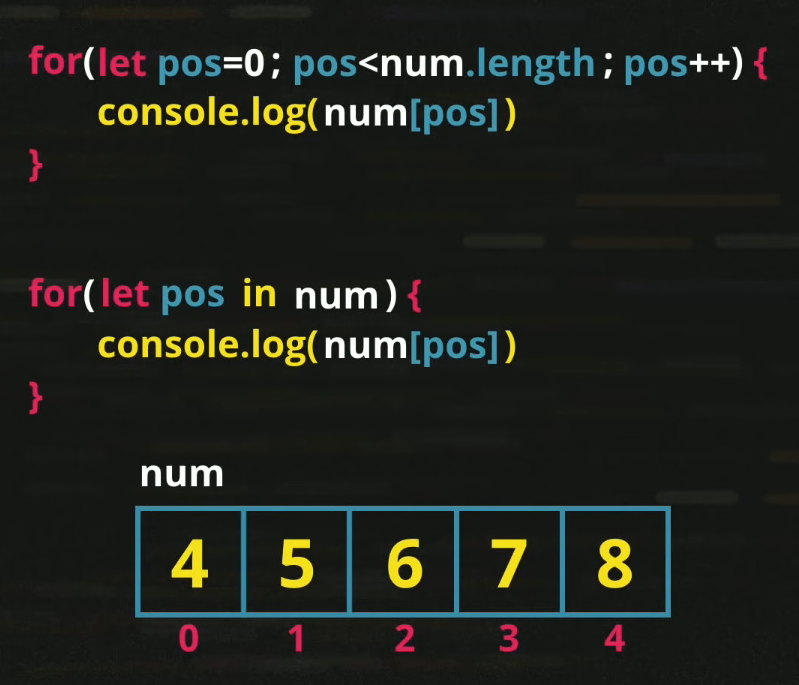 for(let pos=0; pos<num.length; pos++) {
console.log(num[pos])
}
for(let pos in num) {
console.log(num[pos])
}
num
4 5 6 7 8
0 1 2 3 4